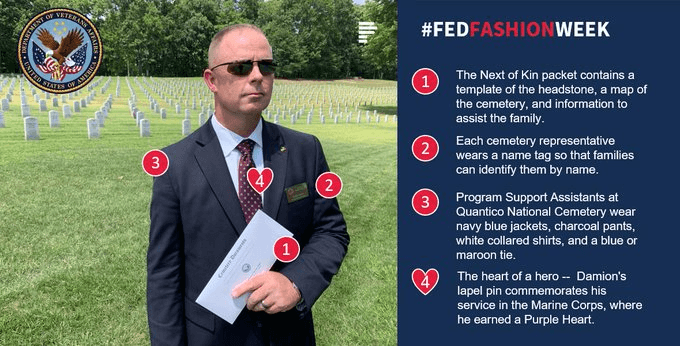 DEPARTMENT OF VETERANS AFFAIRS
UNITED STATES OF AMERICA
#FEDFASHIONWEEK
1
The Next of Kin packet contains a
template of the headstone, a map of
the cemetery, and information to
assist the family.
2
Each cemetery representative
wears a name tag so that families
can identify them by name.
3
Program Support Assistants at
Quantico National Cemetery wear
navy blue jackets, charcoal pants,
white collared shirts, and a blue or
maroon tie.
4
The heart of a hero -- Damion's
lapel pin commemorates his
service in the Marine Corps, where
he earned a Purple Heart.
3
4
2
1
Cemetery Documents